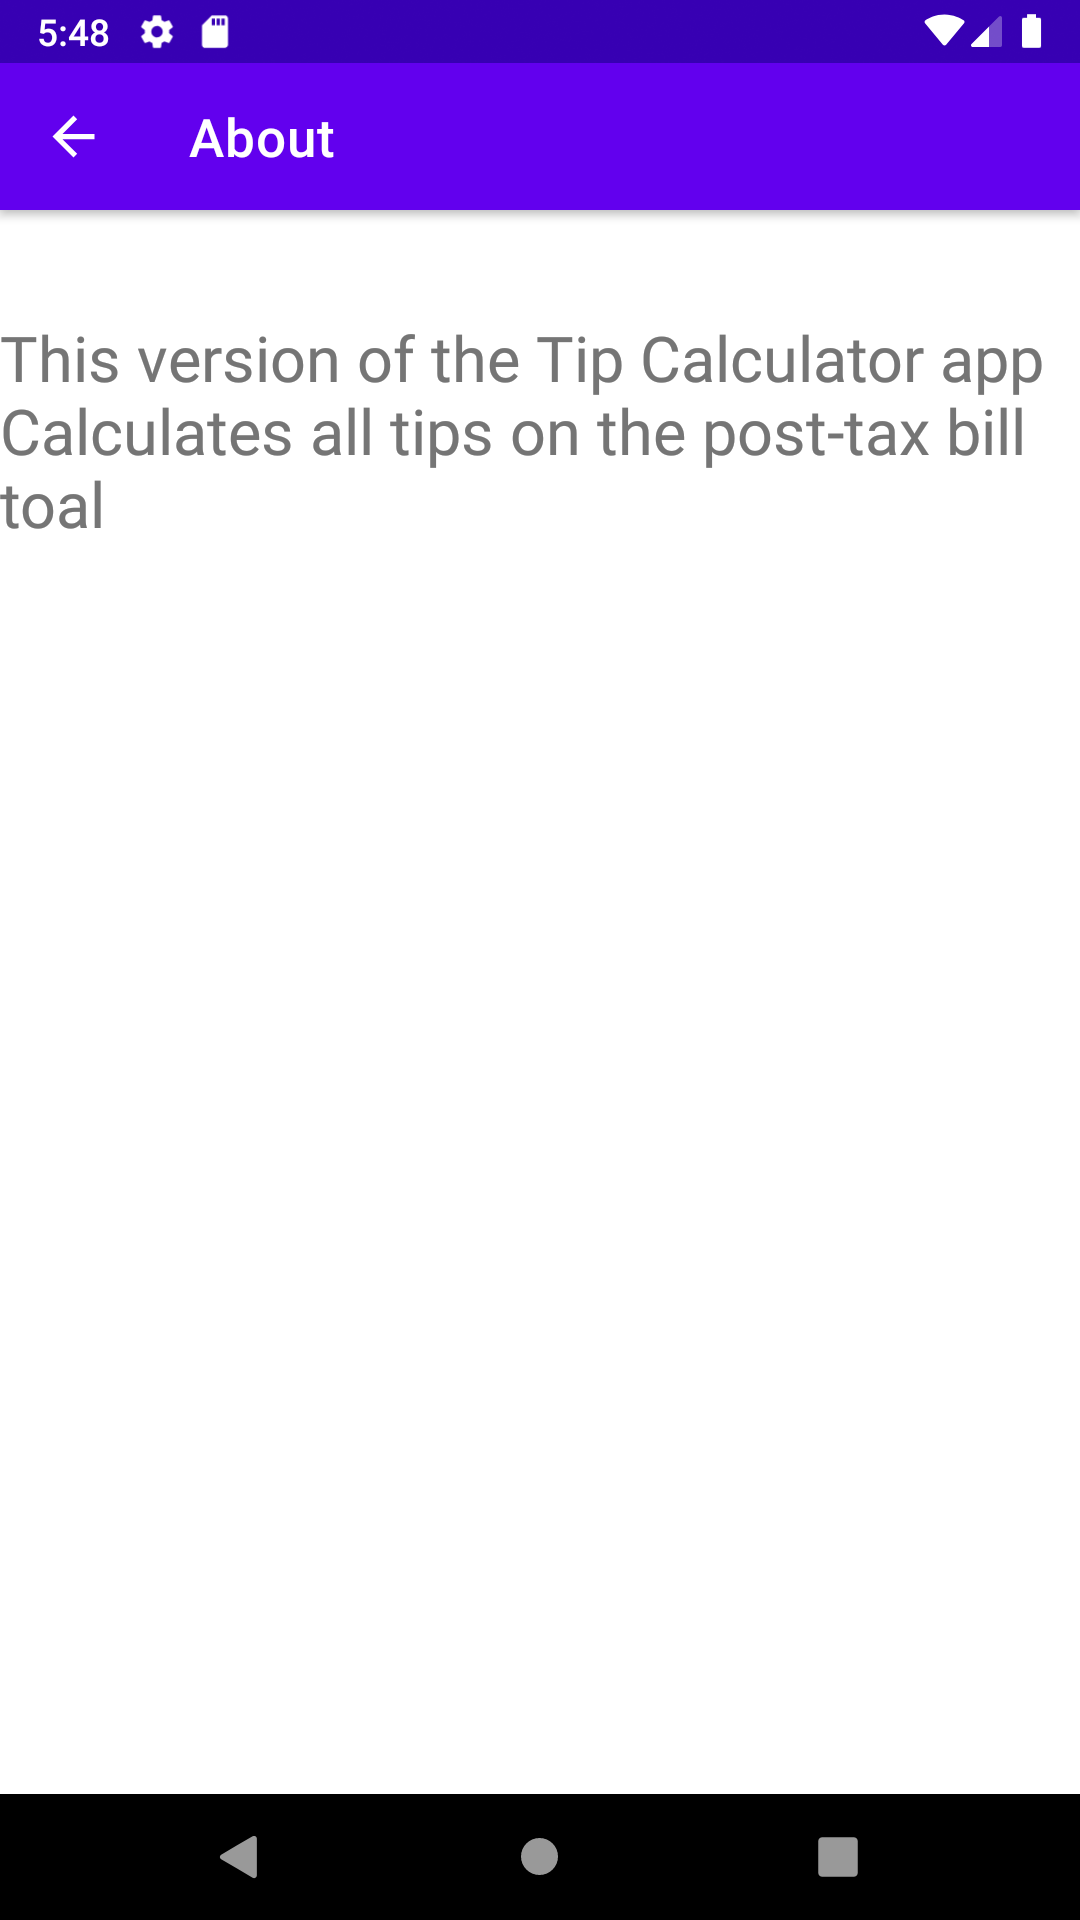 5:48
About
This version of the Tip Calculator app
Calculates all tips on the post-tax bill
toal